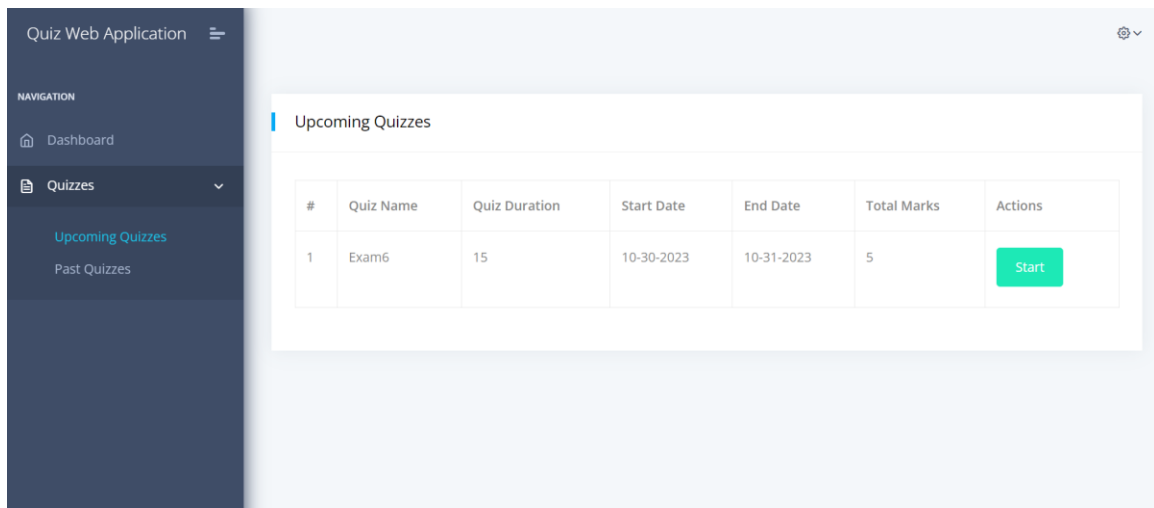 Quiz Web Application
NAVIGATION
Dashboard
Quizzes
Upcoming Quizzes
Past Quizzes
Upcoming Quizzes
# Quiz Name Quiz Duration Start Date End Date Total Marks Actions
1 Exam6 15 10-30-2023 10-31-2023 5 Start